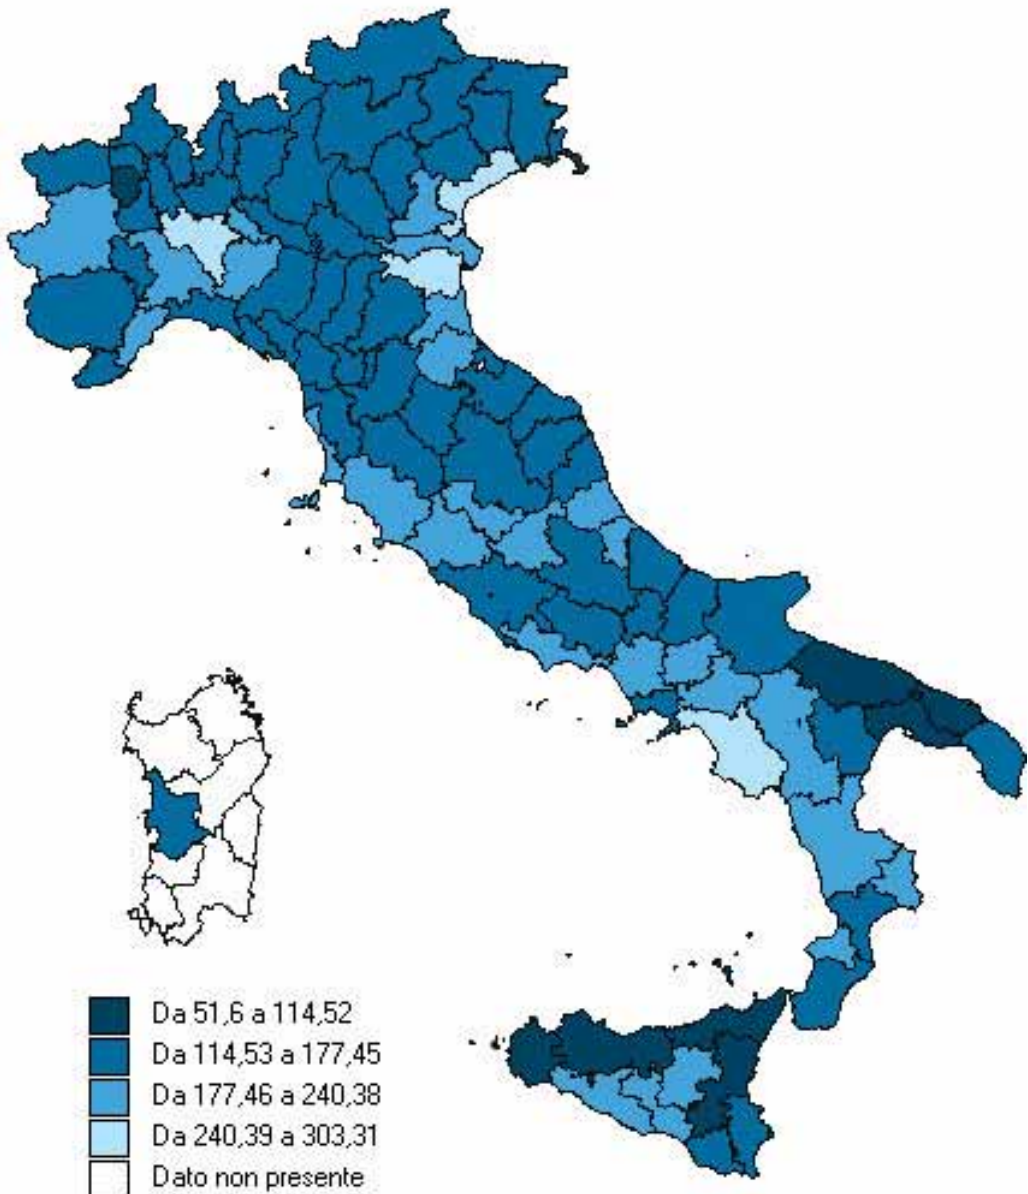 Da 51,6 a 114,52
Da 114,53 a 177,45
Da 177,46 a 240,38
Da 240,39 a 303,31
Dato non presente